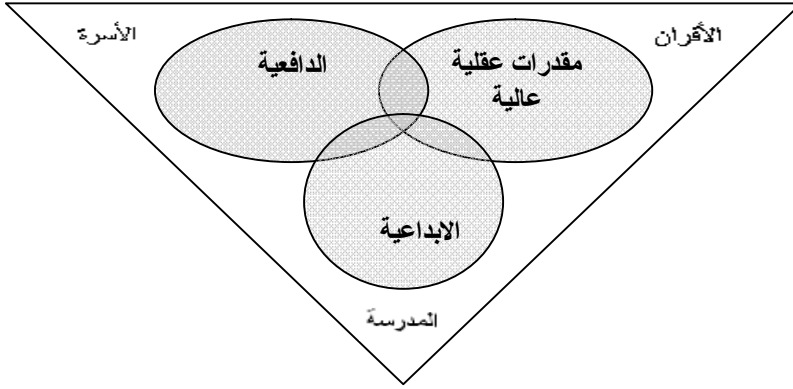 الأقران
الأسرة
مقدرات عقلية
عالية
الدافعية
الابداعية
المدرسة